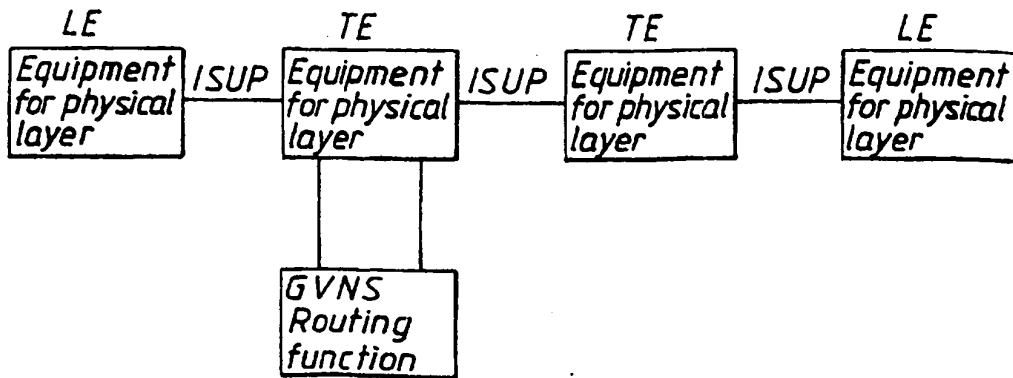 LE
TE
TE
LE
Equipment
for physical
layer
ISUP
Equipment
for physical
layer
ISUP
Equipment
for physical
layer
ISUP
Equipment
for physical
layer
GVNS
Routing
function